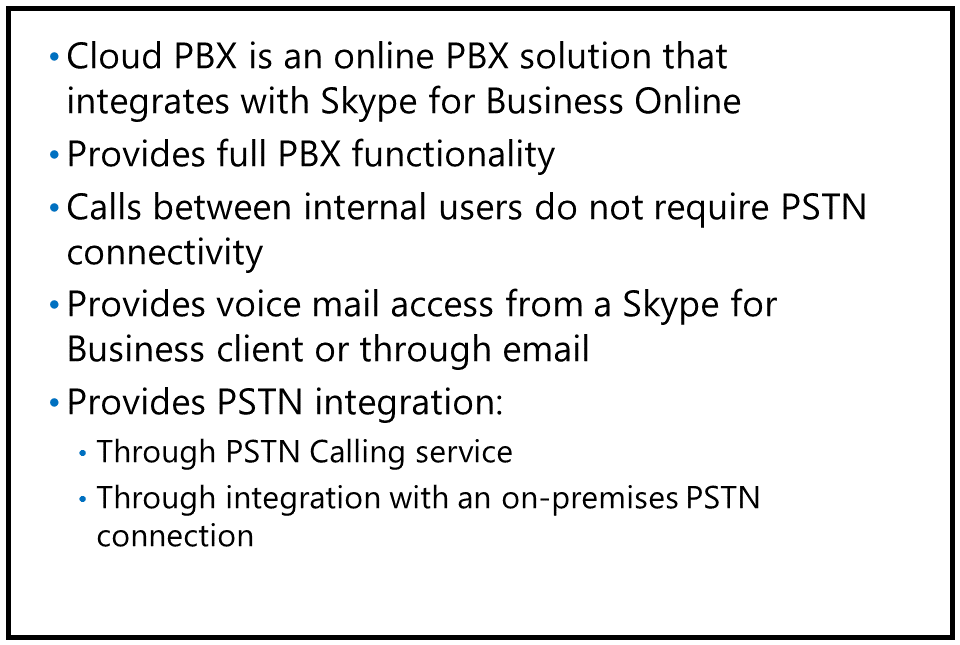 • Cloud PBX is an online PBX solution that
integrates with Skype for Business Online
• Provides full PBX functionality
• Calls between internal users do not require PSTN
connectivity
• Provides voice mail access from a Skype for
Business client or through email
• Provides PSTN integration:
• Through PSTN Calling service
• Through integration with an on-premises PSTN
connection